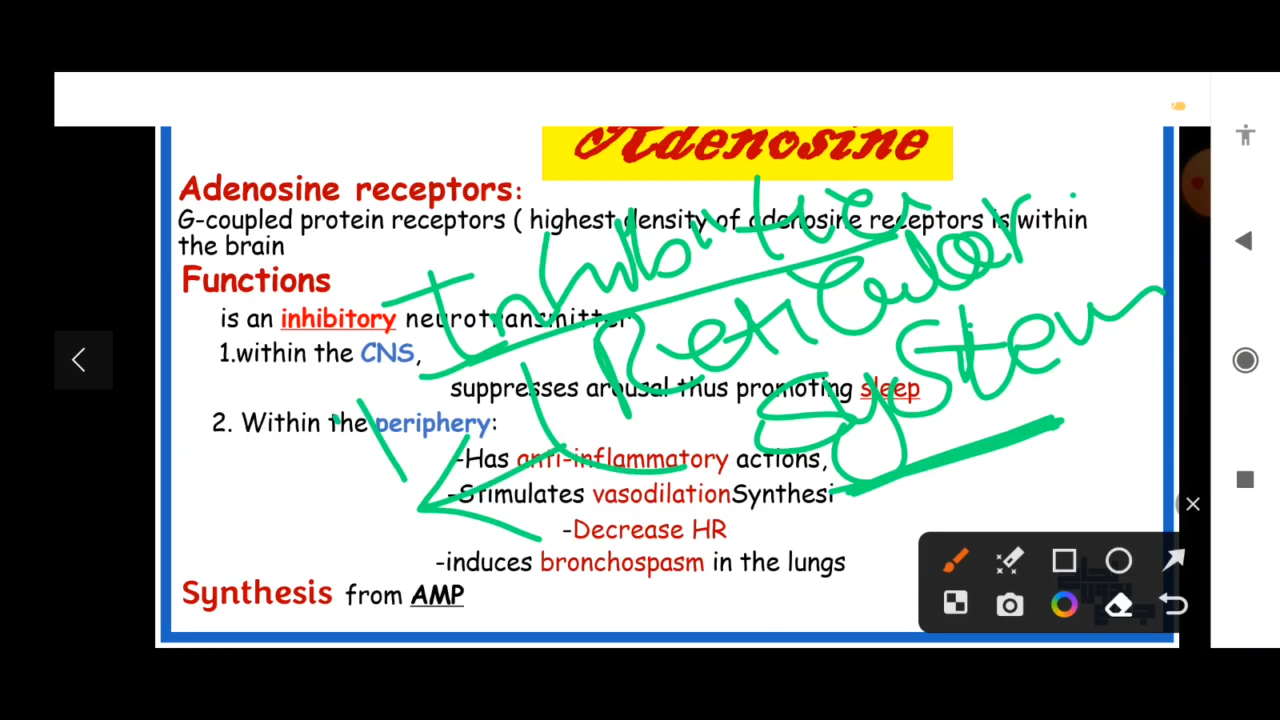 Adenosine
Adenosine receptors:
G-coupled protein receptors ( highest density of adenosine receptors is within
the brain
Functions
is an inhibitory neurotransmitter
1.within the CNS,
suppresses arousal thus promoting sleep
2. Within the periphery:
-Has anti-inflammatory actions,
-Stimulates vasodilationSynthesi
-Decrease HR
-induces bronchospasm in the lungs
Synthesis from AMP
Reticular
System